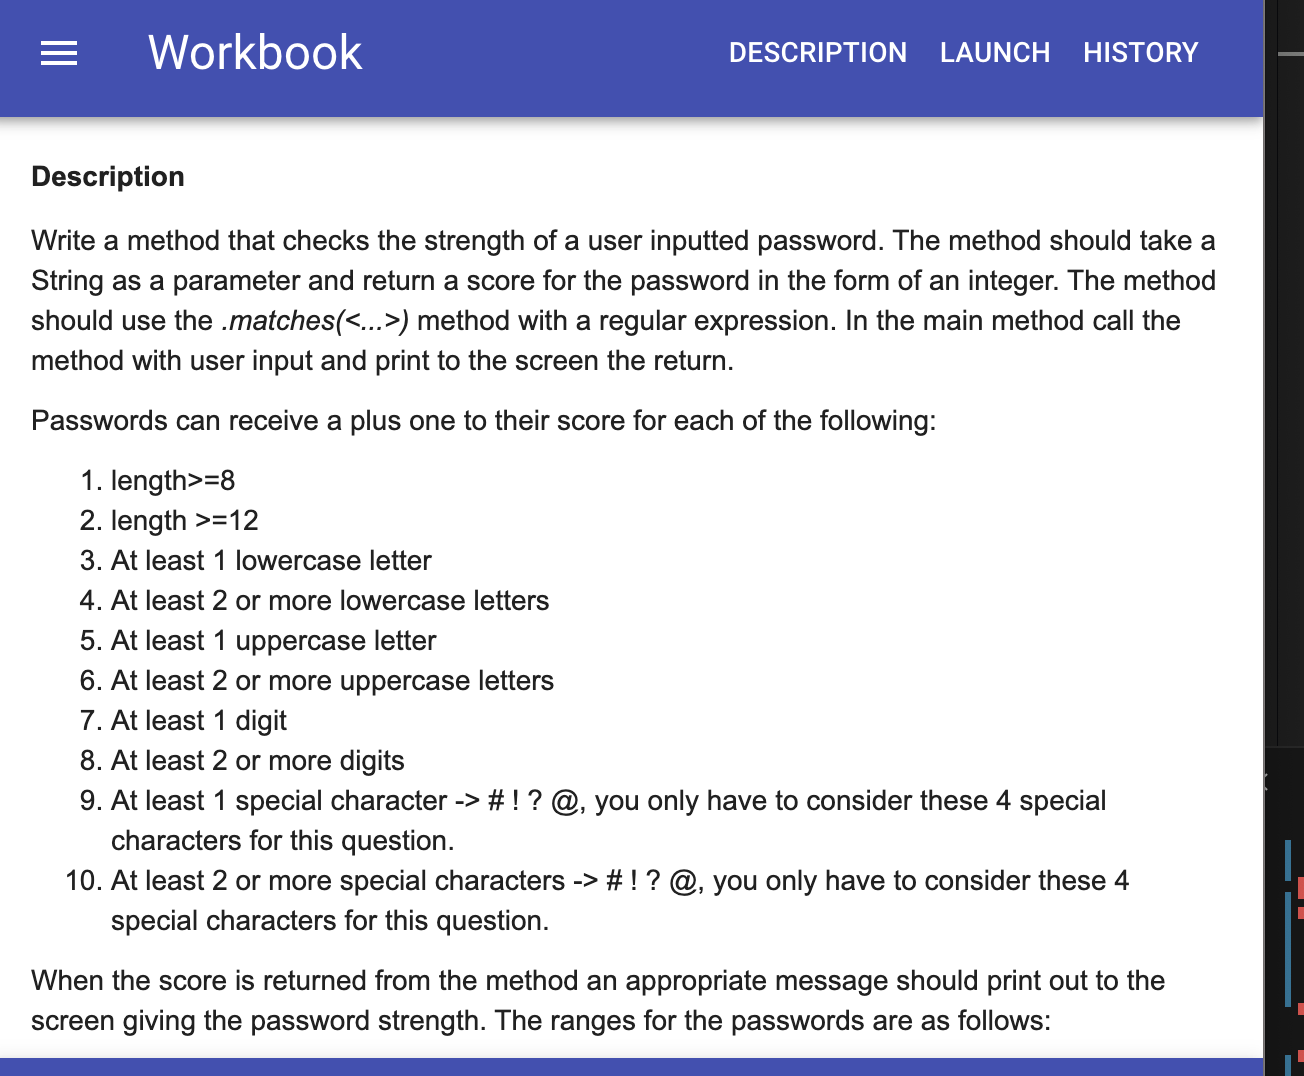 Workbook
DESCRIPTION LAUNCH HISTORY
Description
Write a method that checks the strength of a user inputted password. The method should take a
String as a parameter and return a score for the password in the form of an integer. The method
should use the .matches(<...>) method with a regular expression. In the main method call the
method with user input and print to the screen the return.
Passwords can receive a plus one to their score for each of the following:
1. length>=8
2. length >=12
3. At least 1 lowercase letter
4. At least 2 or more lowercase letters
5. At least 1 uppercase letter
6. At least 2 or more uppercase letters
7. At least 1 digit
8. At least 2 or more digits
9. At least 1 special character -> # ! ? @, you only have to consider these 4 special
characters for this question.
10. At least 2 or more special characters -> # ! ? @, you only have to consider these 4
special characters for this question.
When the score is returned from the method an appropriate message should print out to the
screen giving the password strength. The ranges for the passwords are as follows: